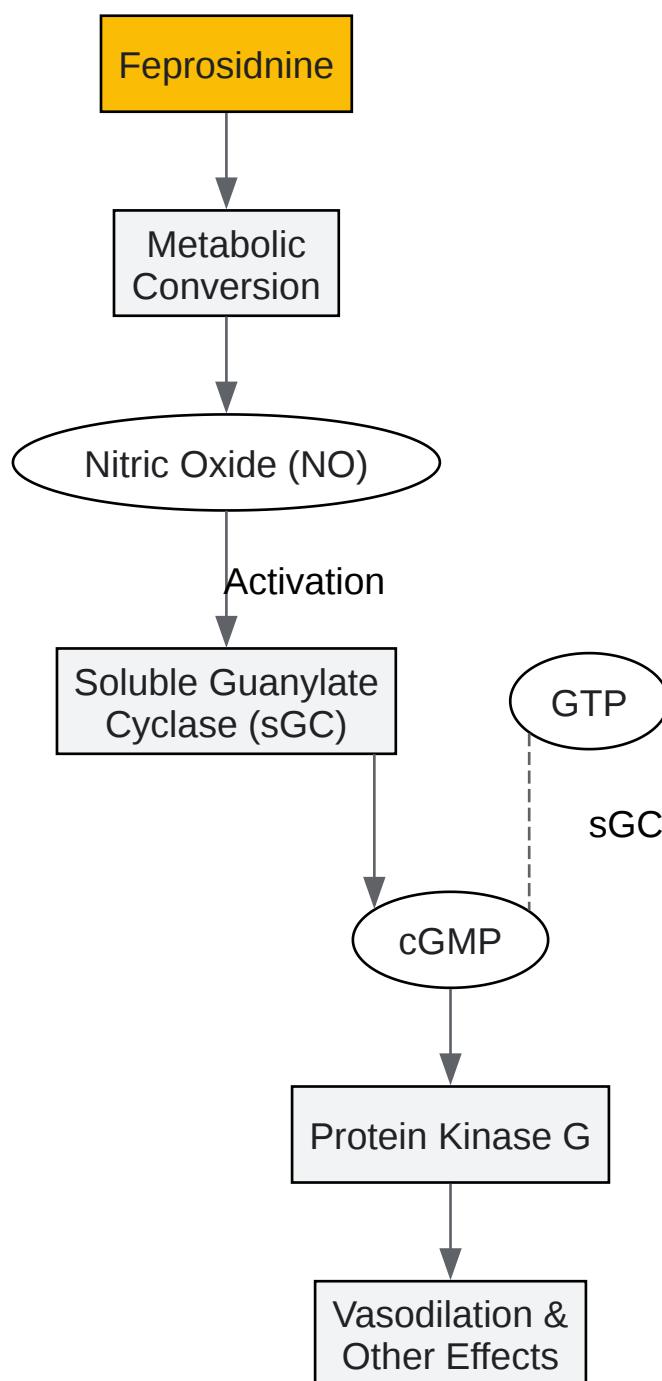 Feprosidnine
Metabolic
Conversion
Nitric Oxide (NO)
Activation
Soluble Guanylate
Cyclase (sGC)
GTP
sGC
cGMP
Protein Kinase G
Vasodilation &
Other Effects